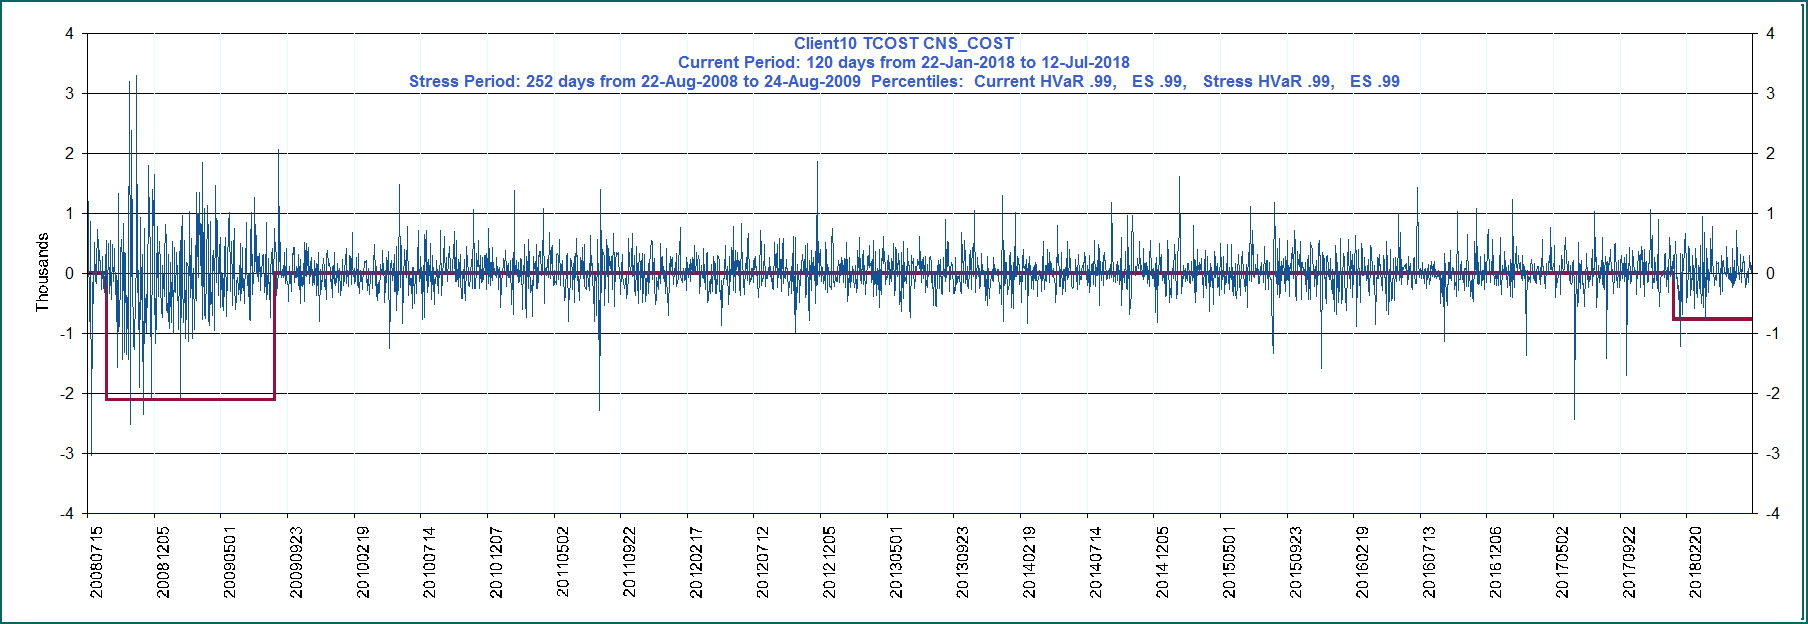 Client10 TCOST CNS_COST
Current Period: 120 days from 22-Jan-2018 to 12-Jul-2018
Stress Period: 252 days from 22-Aug-2008 to 24-Aug-2009  Percentiles:  Current HVaR .99,   ES .99,   Stress HVaR .99,   ES .99
4 4
3 3
2 2
1 1
0 0
-1 -1
-2 -2
-3 -3
-4 -4
Thousands
20080715 20081205 20090501 20090923 20100219 20100714 20101207 20110502 20110922 20120217 20120712 20121205 20130501 20130923 20140219 20140714 20141205 20150501 20150923 20160219 20160713 20161206 20170502 20170922 20180220